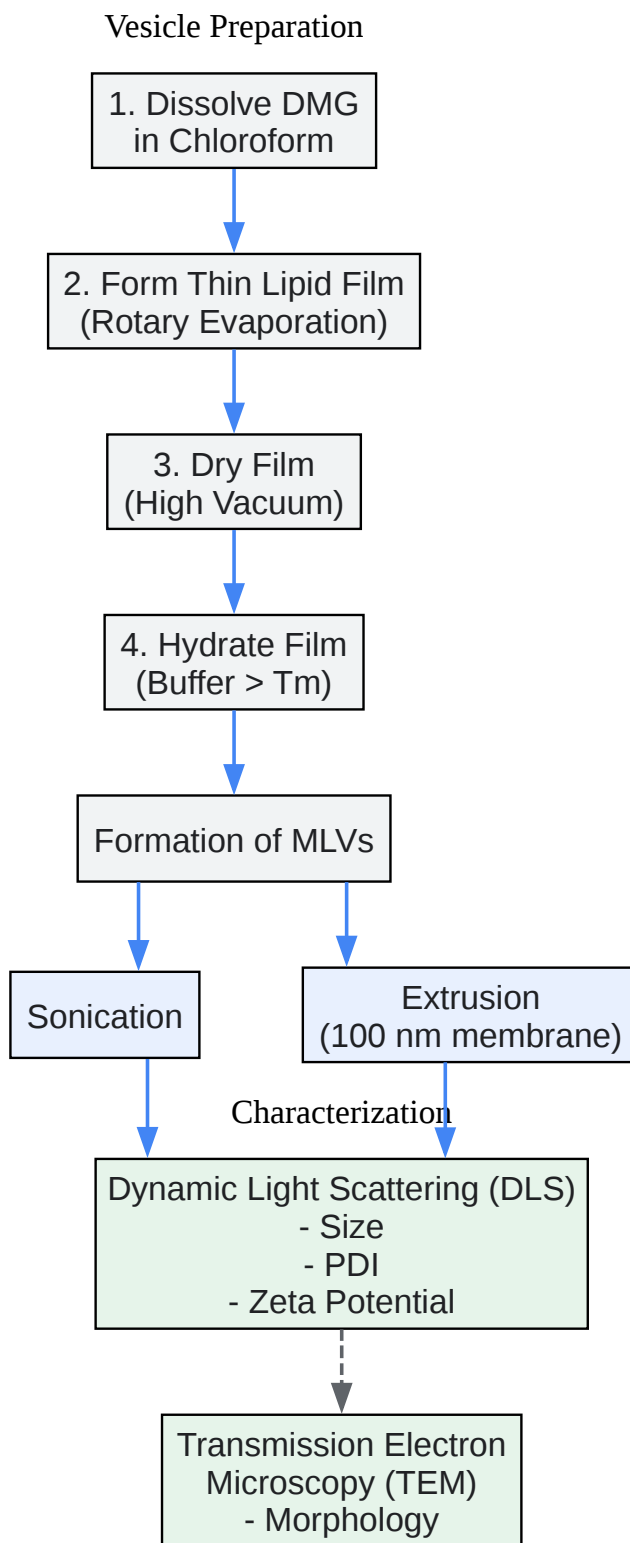 Vesicle Preparation
1. Dissolve DMG
in Chloroform
2. Form Thin Lipid Film
(Rotary Evaporation)
3. Dry Film
(High Vacuum)
4. Hydrate Film
(Buffer > Tm)
Formation of MLVs
Sonication
Extrusion
(100 nm membrane)
Characterization
Dynamic Light Scattering (DLS)
- Size
- PDI
- Zeta Potential
Transmission Electron
Microscopy (TEM)
- Morphology